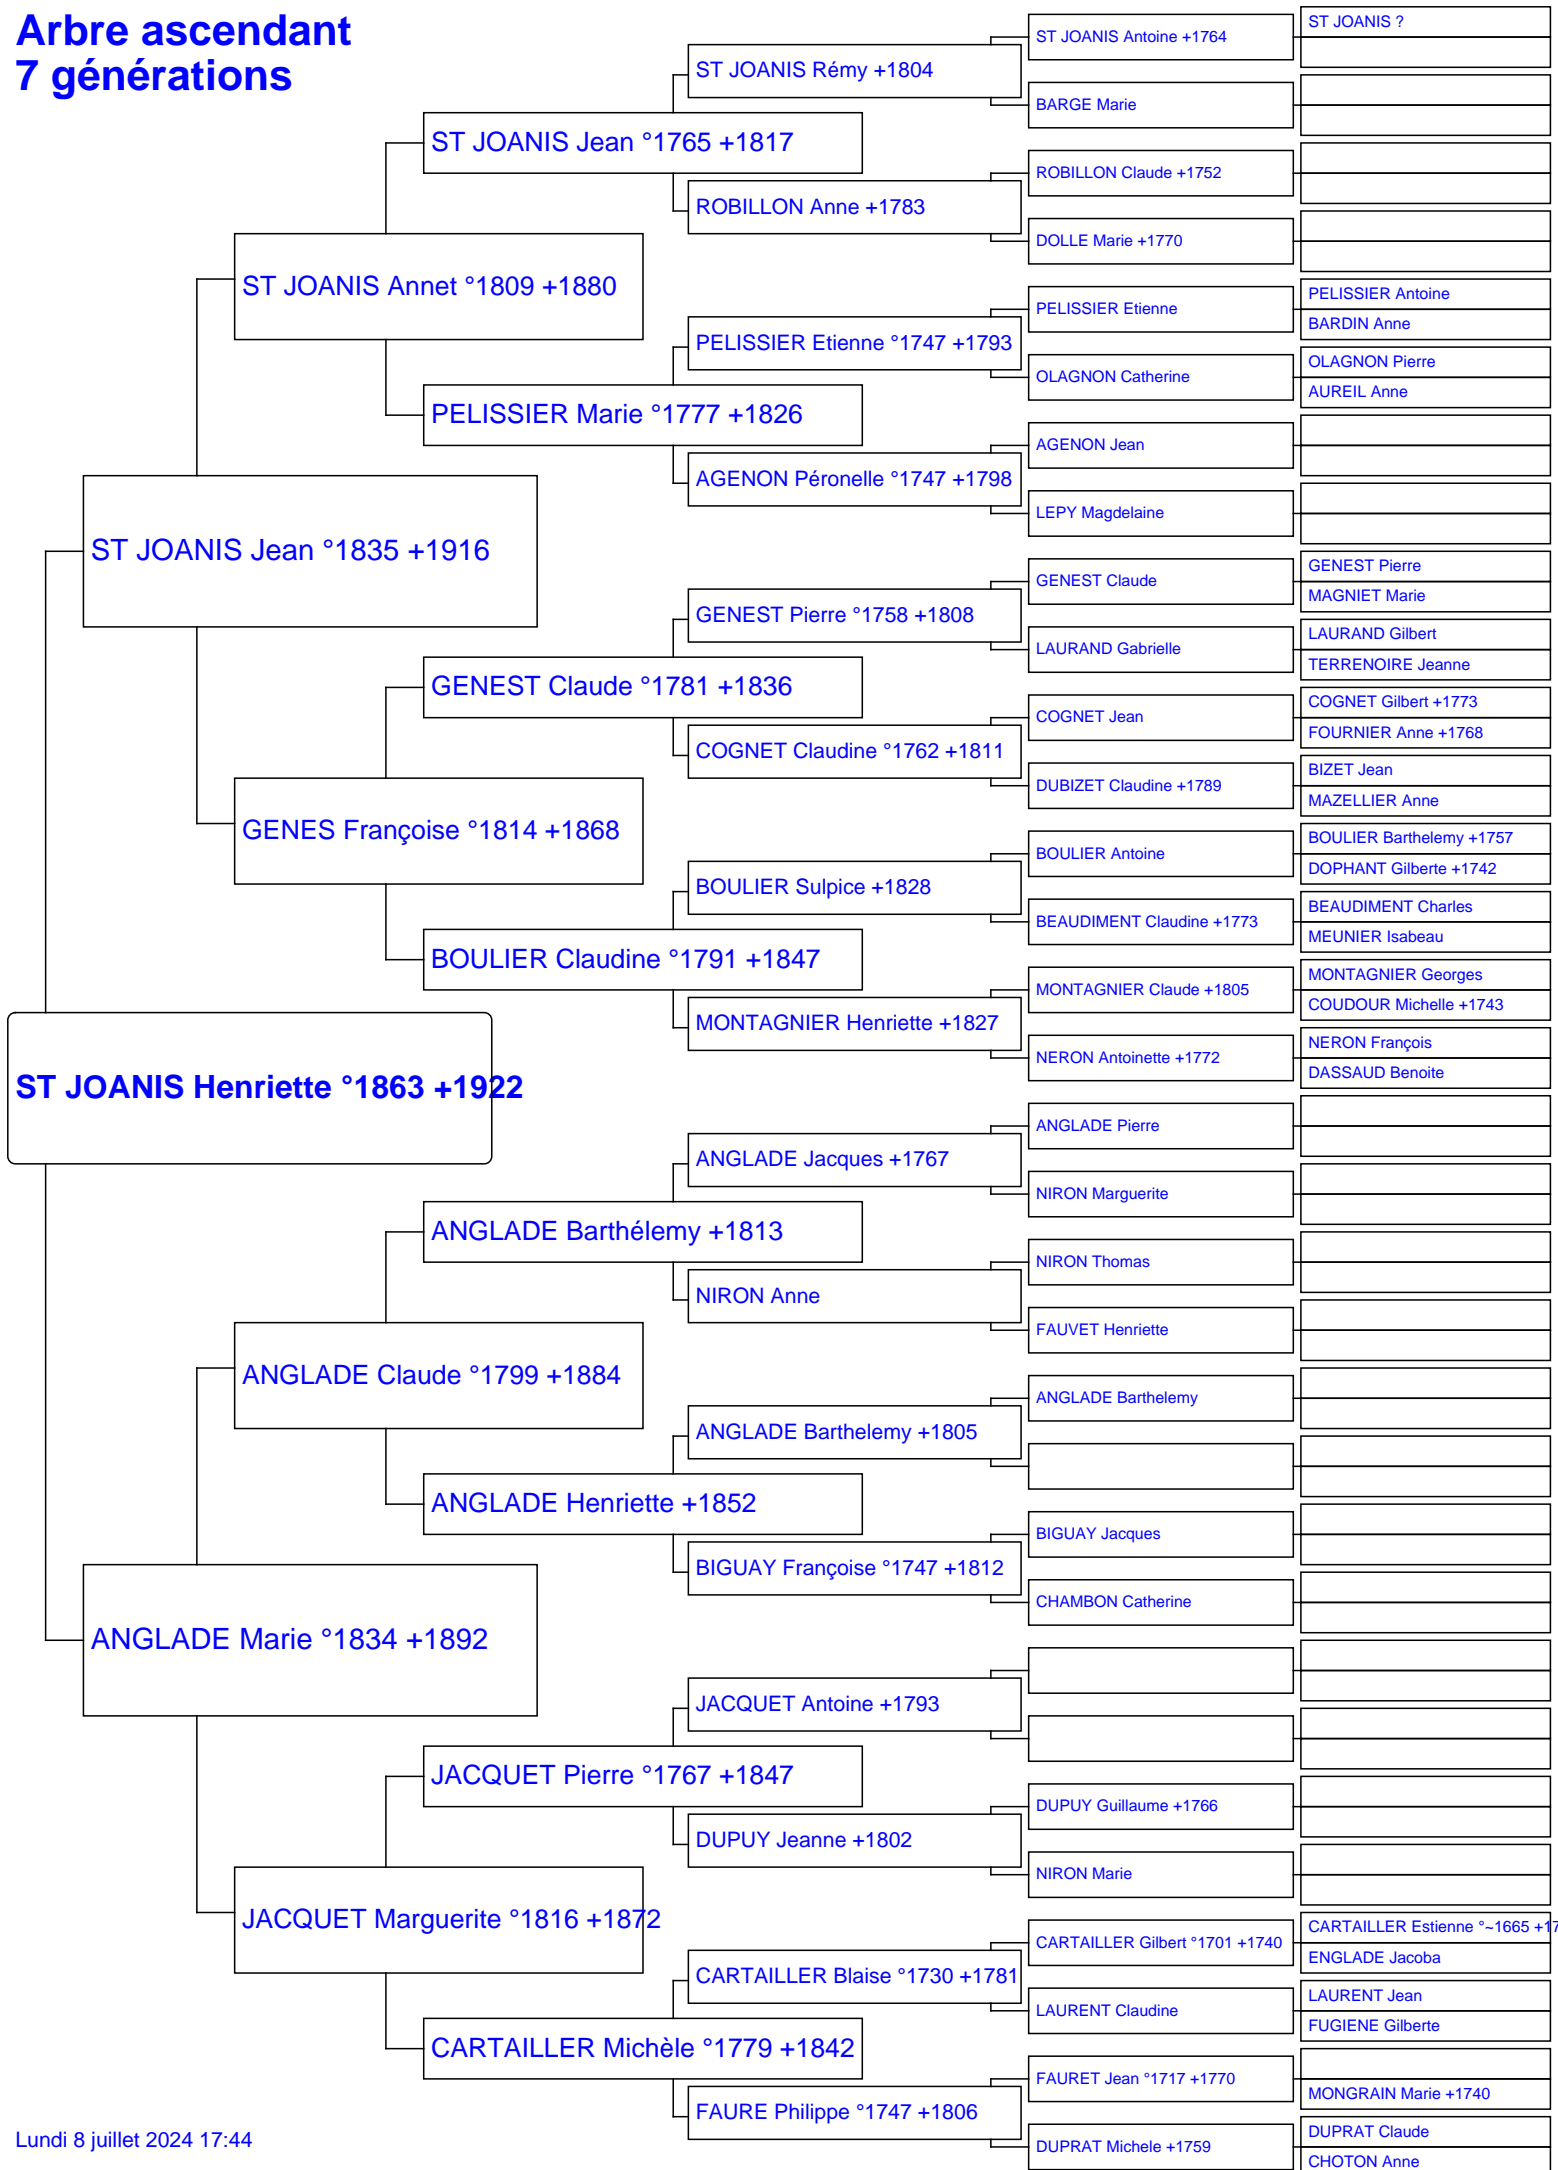 Arbre ascendant
7 générations
ST JOANIS Henriette °1863 +1922
ST JOANIS Jean °1835 +1916
ANGLADE Marie °1834 +1892
ST JOANIS Annet °1809 +1880
GENES Françoise °1814 +1868
ANGLADE Claude °1799 +1884
JACQUET Marguerite °1816 +1872
ST JOANIS Jean °1765 +1817
PELISSIER Marie °1777 +1826
GENEST Claude °1781 +1836
BOULIER Claudine °1791 +1847
ANGLADE Barthélemy +1813
ANGLADE Henriette +1852
JACQUET Pierre °1767 +1847
CARTAILLER Michèle °1779 +1842
ST JOANIS Rémy +1804
ROBILLON Anne +1783
PELISSIER Etienne °1747 +1793
AGENON Péronelle °1747 +1798
GENEST Pierre °1758 +1808
COGNET Claudine °1762 +1811
BOULIER Sulpice +1828
MONTAGNIER Henriette +1827
ANGLADE Jacques +1767
NIRON Anne
ANGLADE Barthelemy +1805
BIGUAY Françoise °1747 +1812
JACQUET Antoine +1793
DUPUY Jeanne +1802
CARTAILLER Blaise °1730 +1781
FAURE Philippe °1747 +1806
ST JOANIS Antoine +1764
BARGE Marie
ROBILLON Claude +1752
DOLLE Marie +1770
PELISSIER Etienne
OLAGNON Catherine
AGENON Jean
LEPY Magdelaine
GENEST Claude
LAURAND Gabrielle
COGNET Jean
DUBIZET Claudine +1789
BOULIER Antoine
BEAUDIMENT Claudine +1773
MONTAGNIER Claude +1805
NERON Antoinette +1772
ANGLADE Pierre
NIRON Marguerite
NIRON Thomas
FAUVET Henriette
ANGLADE Barthelemy
BIGUAY Jacques
CHAMBON Catherine
DUPUY Guillaume +1766
NIRON Marie
CARTAILLER Gilbert °1701 +1740
LAURENT Claudine
FAURET Jean °1717 +1770
DUPRAT Michele +1759
ST JOANIS ?
PELISSIER Antoine
BARDIN Anne
OLAGNON Pierre
AUREIL Anne
GENEST Pierre
MAGNIET Marie
LAURAND Gilbert
TERRENOIRE Jeanne
COGNET Gilbert +1773
FOURNIER Anne +1768
BIZET Jean
MAZELLIER Anne
BOULIER Barthelemy +1757
DOPHANT Gilberte +1742
BEAUDIMENT Charles
MEUNIER Isabeau
MONTAGNIER Georges
COUDOUR Michelle +1743
NERON François
DASSAUD Benoite
CARTAILLER Estienne °~1665
ENGLADE Jacoba
LAURENT Jean
FUGIENE Gilberte
MONGRAIN Marie +1740
DUPRAT Claude
CHOTON Anne
Lundi 8 juillet 2024 17:44